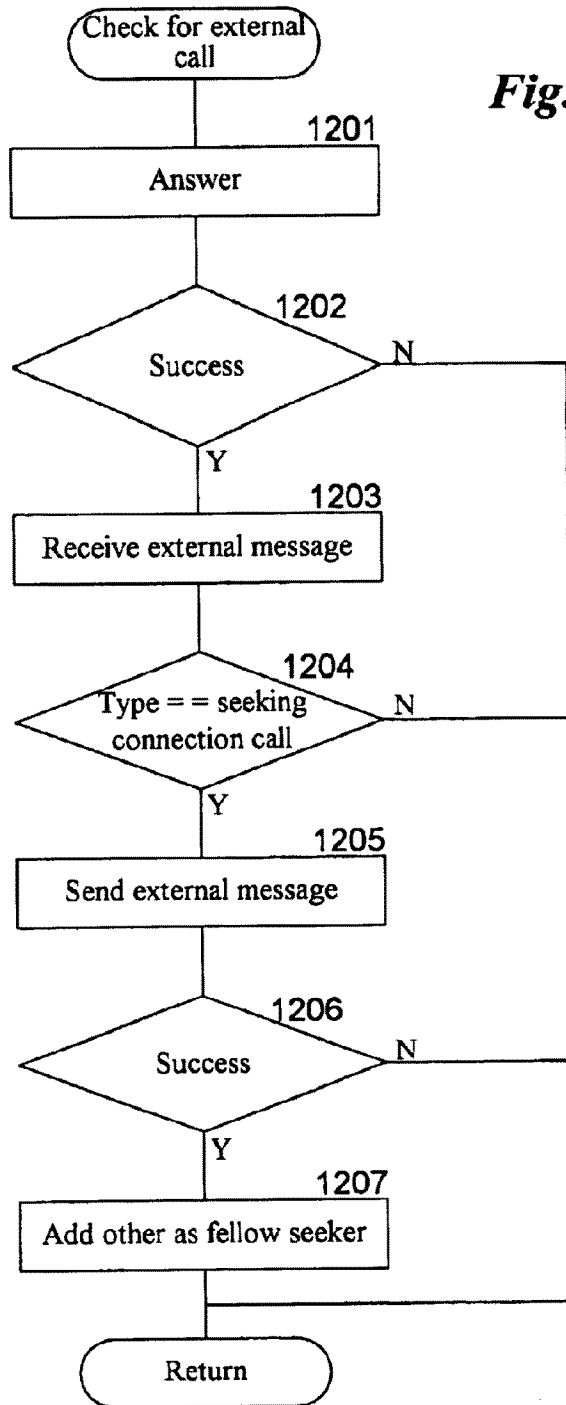 Check for external
call
Fig.
1201
Answer
1202
Success
N
Y
1203
Receive external message
1204
Type = = seeking
connection call
N
Y
1205
Send external message
1206
Success
N
Y
1207
Add other as fellow seeker
Return